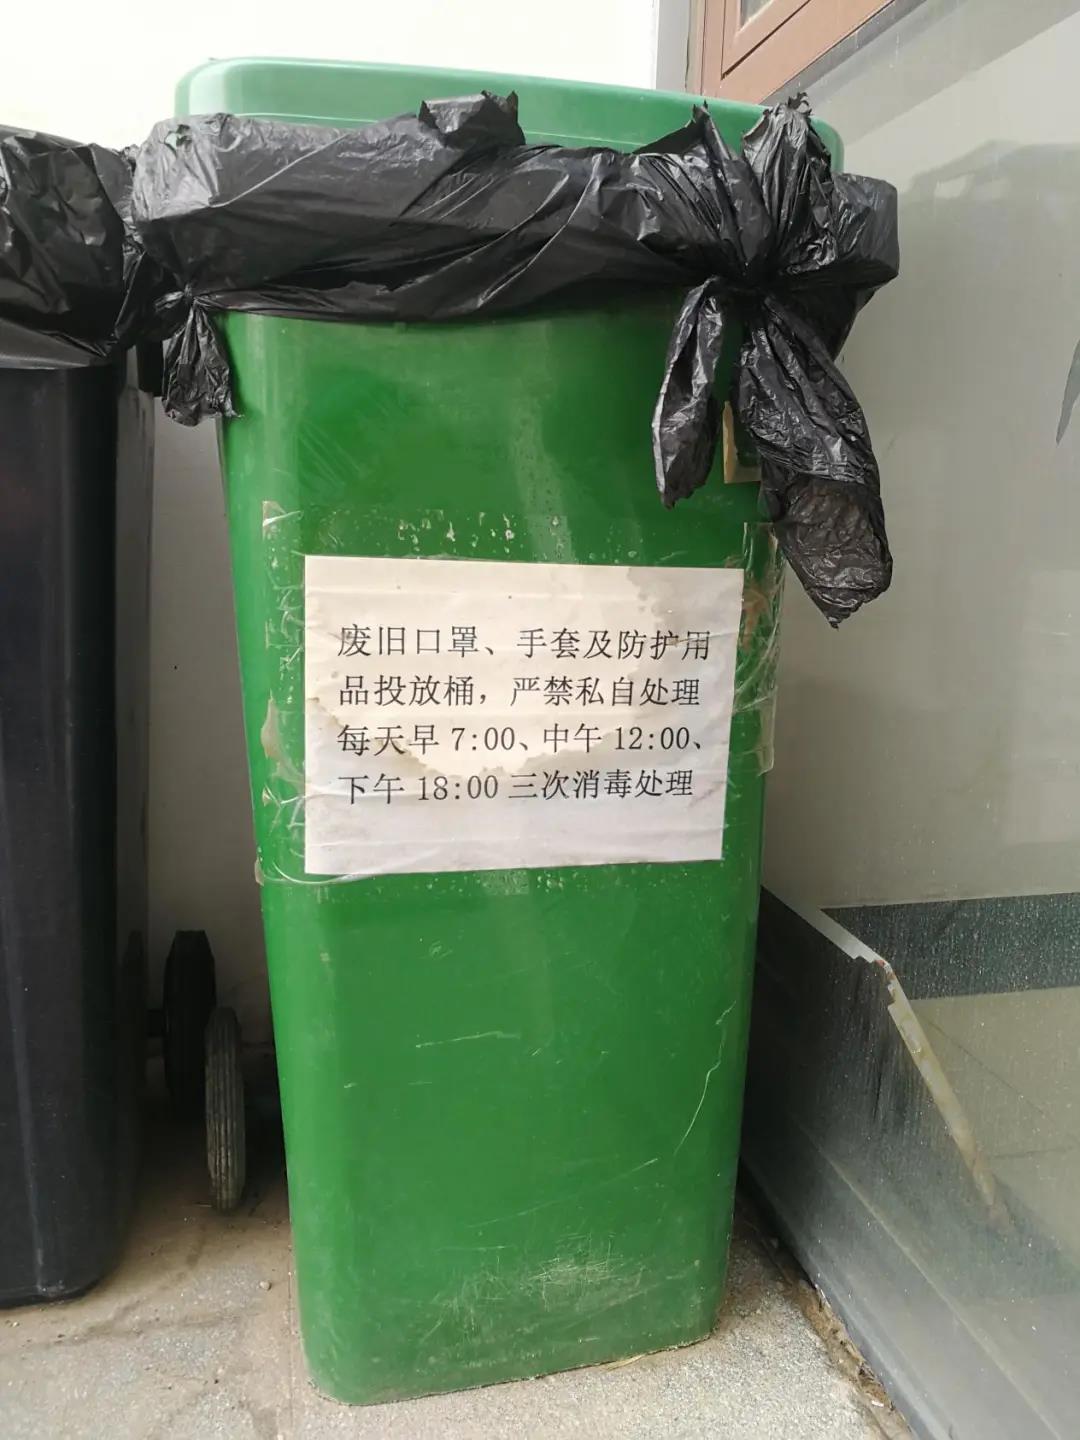 废旧口罩、手套及防护用
品投放桶，严禁私自处理
每天早 7:00、中午 12:00、
下午 18:00 三次消毒处理